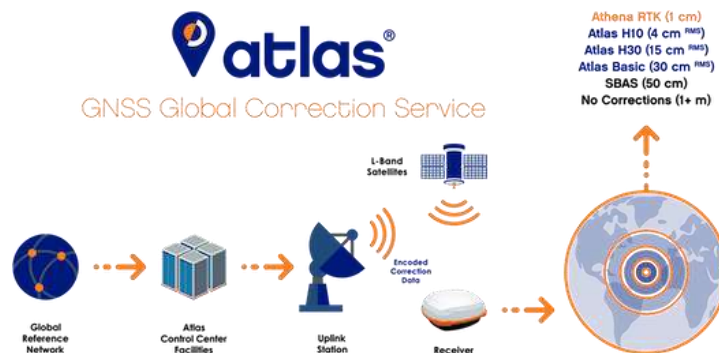 atlas®
GNSS Global Correction Service
Athena RTK (1 cm)
Atlas H10 (4 cm RMS)
Atlas H30 (15 cm RMS)
Atlas Basic (30 cm RMS)
SBAS (50 cm)
No Corrections (1+ m)
L-Band
Satellites
Encoded
Correction
Data
Global
Reference
Network
Atlas
Control Center
Facilities
Uplink
Station
Receiver